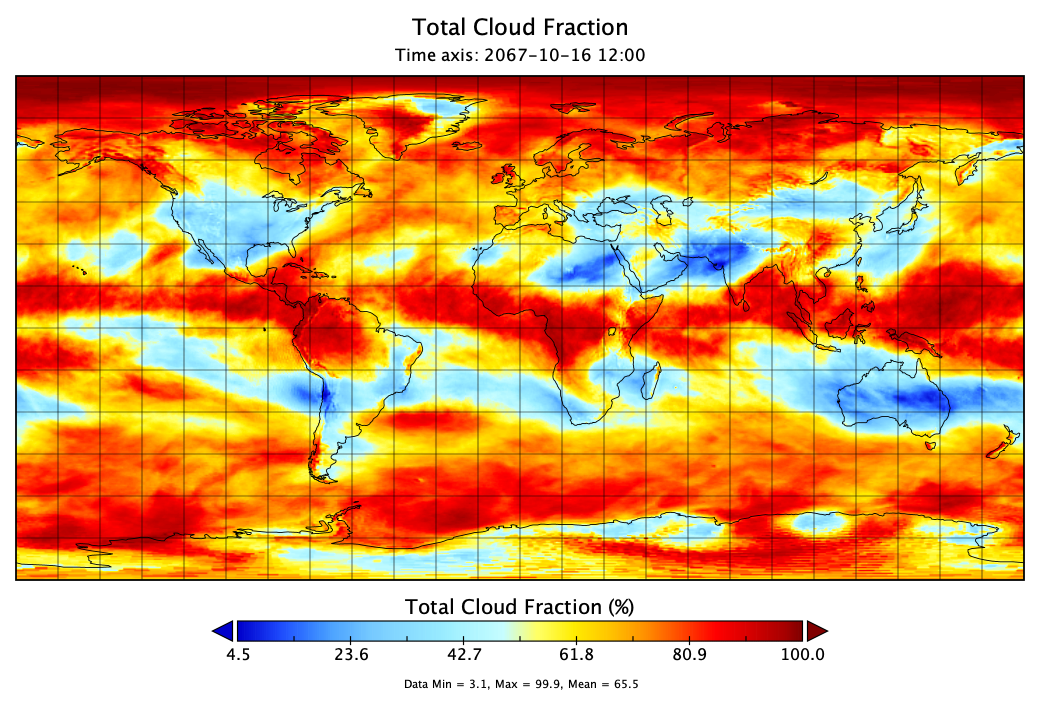 Total Cloud Fraction
Time axis: 2067-10-16 12:00
Total Cloud Fraction (%)
4.5 23.6 42.7 61.8 80.9 100.0
Data Min = 3.1, Max = 99.9, Mean = 65.5